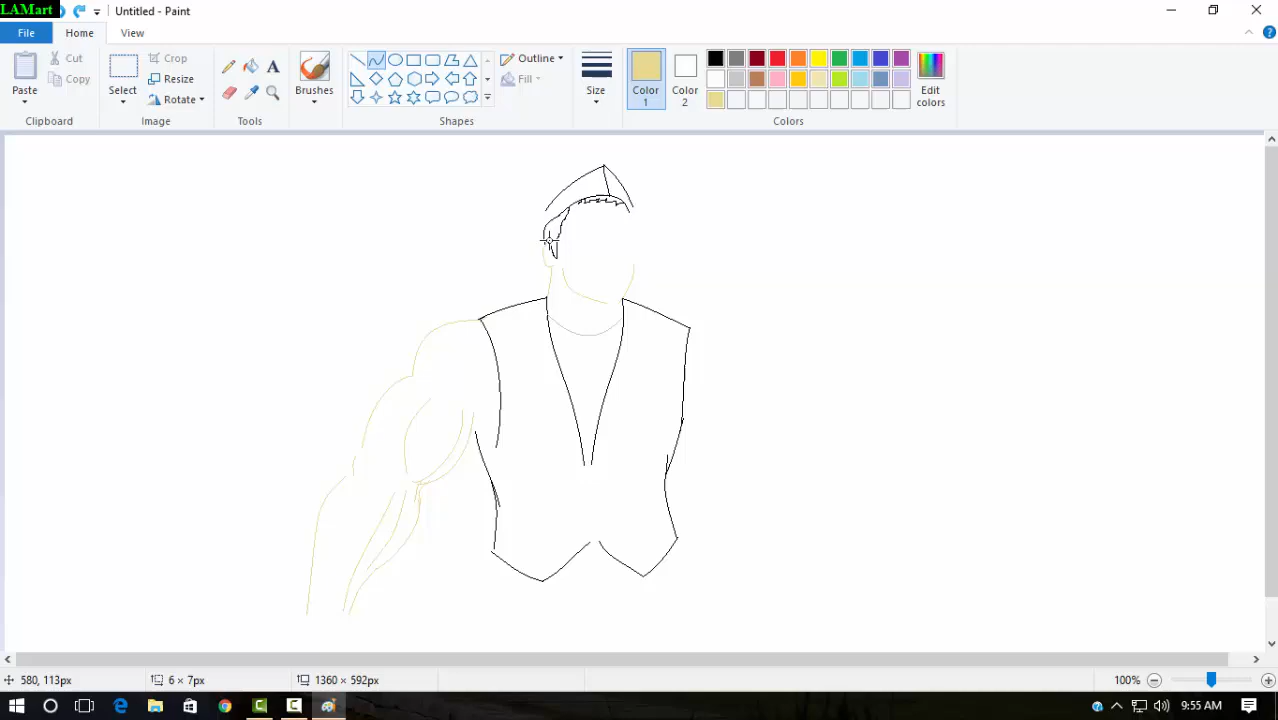 LAMart
Untitled - Paint
File
Home
View
Paste
Cut
Copy
Clipboard
Select
Crop
Resize
Rotate
Image
A
Tools
Brushes
Outline
Fill
Shapes
Size
Color 1
Color 2
Edit colors
Colors
580, 113px
6 × 7px
1360 × 592px
100%
9:55 AM